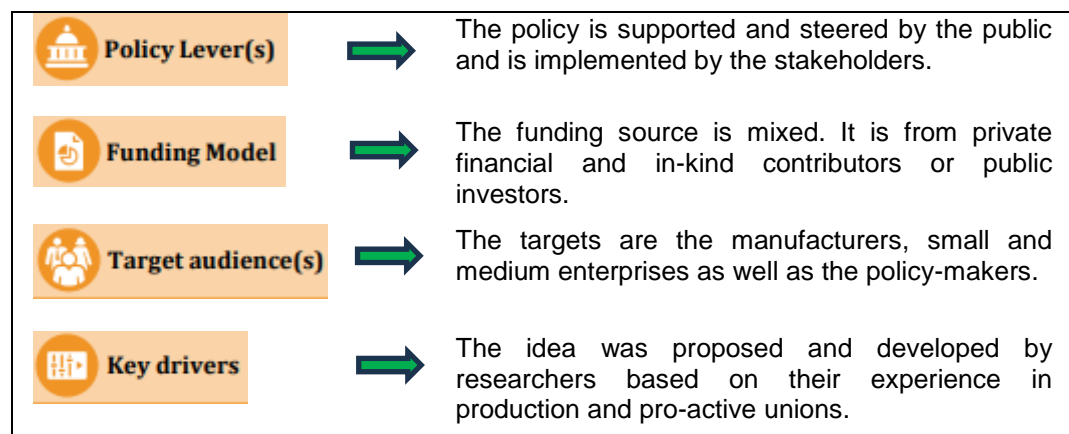 Policy Lever(s)
The policy is supported and steered by the public
and is implemented by the stakeholders.
Funding Model
The funding source is mixed. It is from private
financial and in-kind contributors or public
investors.
Target audience(s)
The targets are the manufacturers, small and
medium enterprises as well as the policy-makers.
Key drivers
The idea was proposed and developed by
researchers based on their experience in
production and pro-active unions.